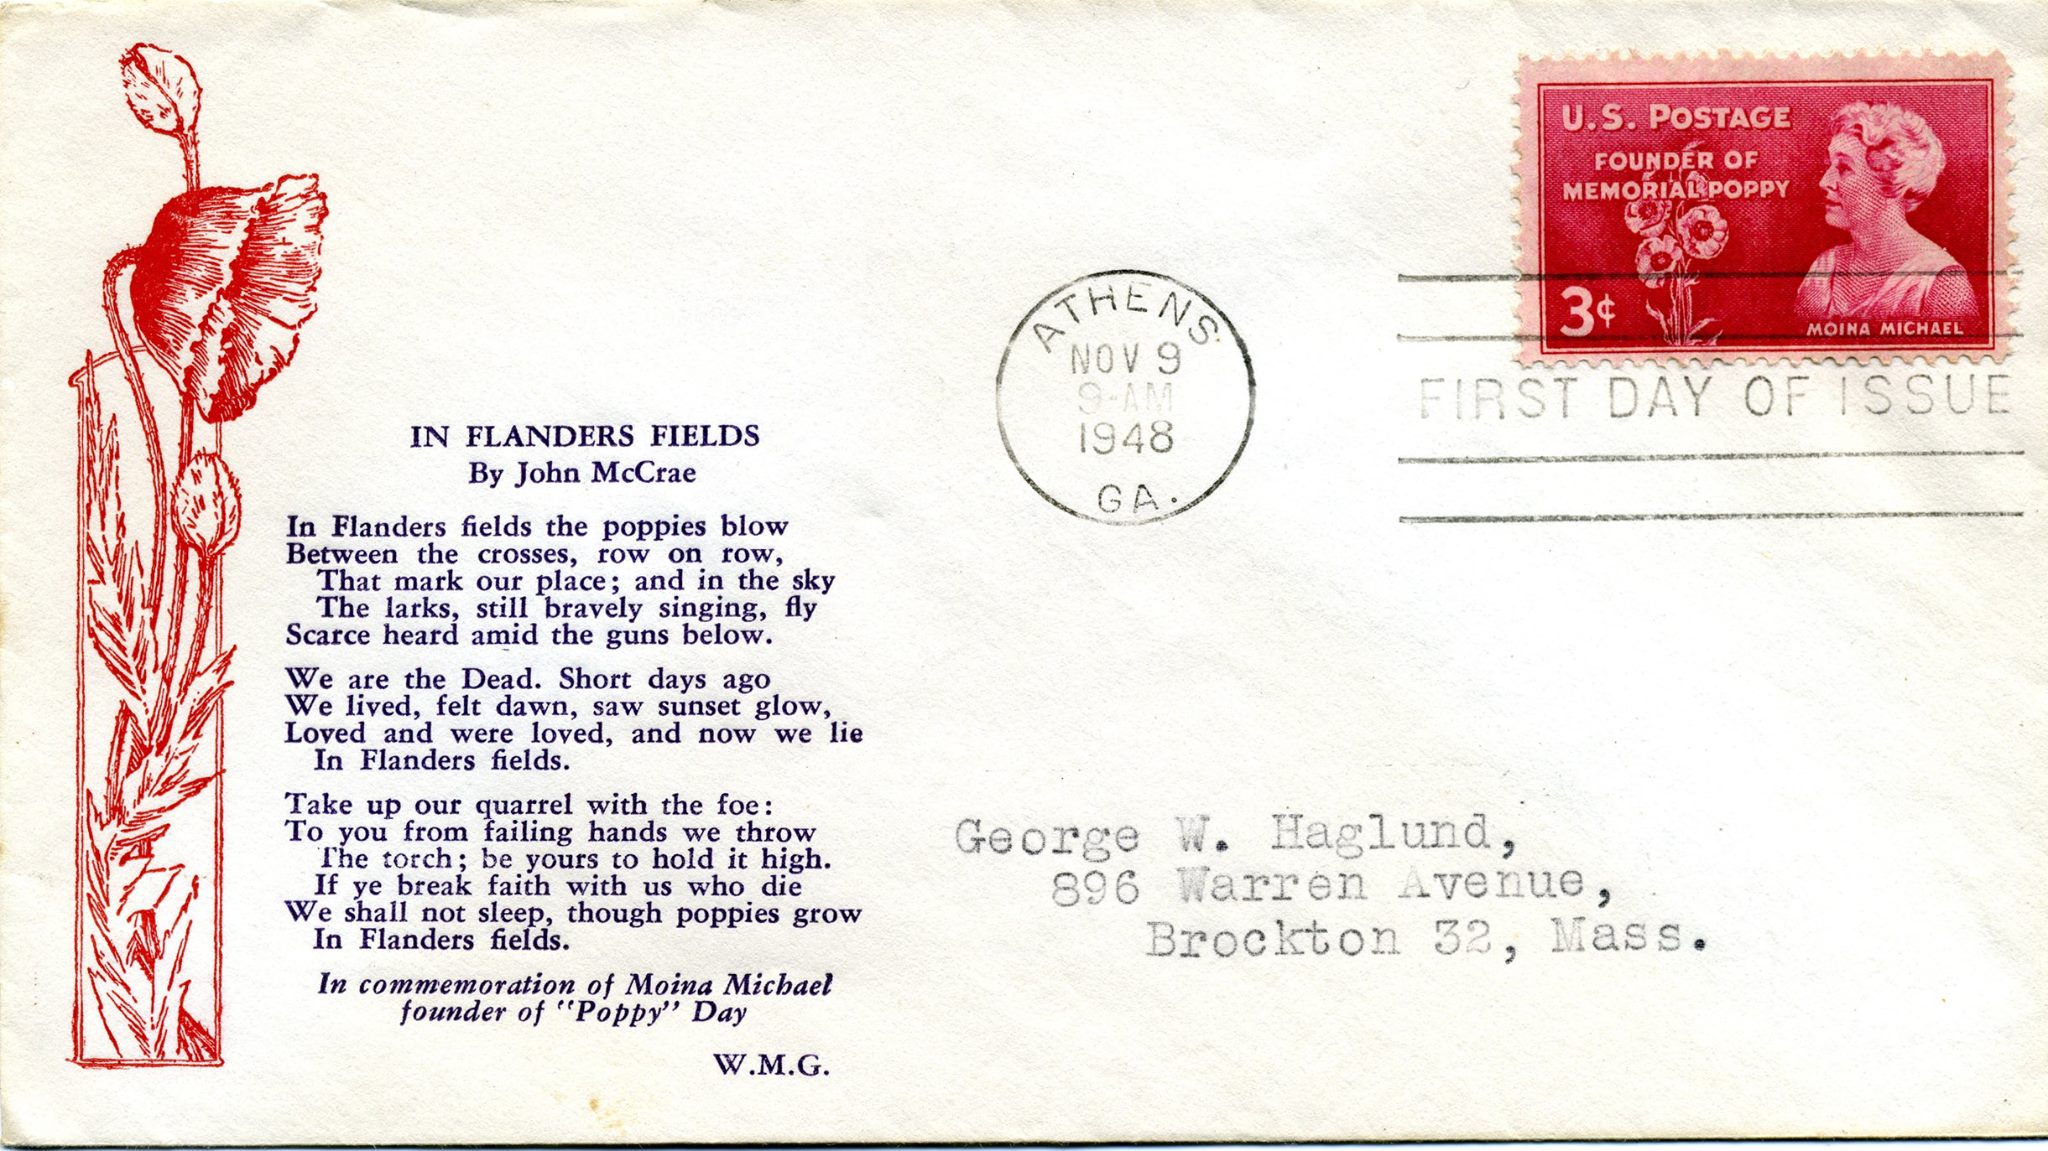 U.S. POSTAGE
FOUNDER OF
MEMORIAL POPPY
3¢
MOINA MICHAEL
ATHENS
NOV 9
9-AM
1948
GA.
FIRST DAY OF ISSUE
IN FLANDERS FIELDS
By John McCrae
In Flanders fields the poppies blow
Between the crosses, row on row,
That mark our place; and in the sky
The larks, still bravely singing, fly
Scarce heard amid the guns below.
We are the Dead. Short days ago
We lived, felt dawn, saw sunset glow,
Loved and were loved, and now we lie
In Flanders fields.
Take up our quarrel with the foe:
To you from failing hands we throw
The torch; be yours to hold it high.
If ye break faith with us who die
We shall not sleep, though poppies grow
In Flanders fields.
In commemoration of Moina Michael
founder of "Poppy" Day
W.M.G.
George W. Haglund,
896 Warren Avenue,
Brockton 32, Mass.